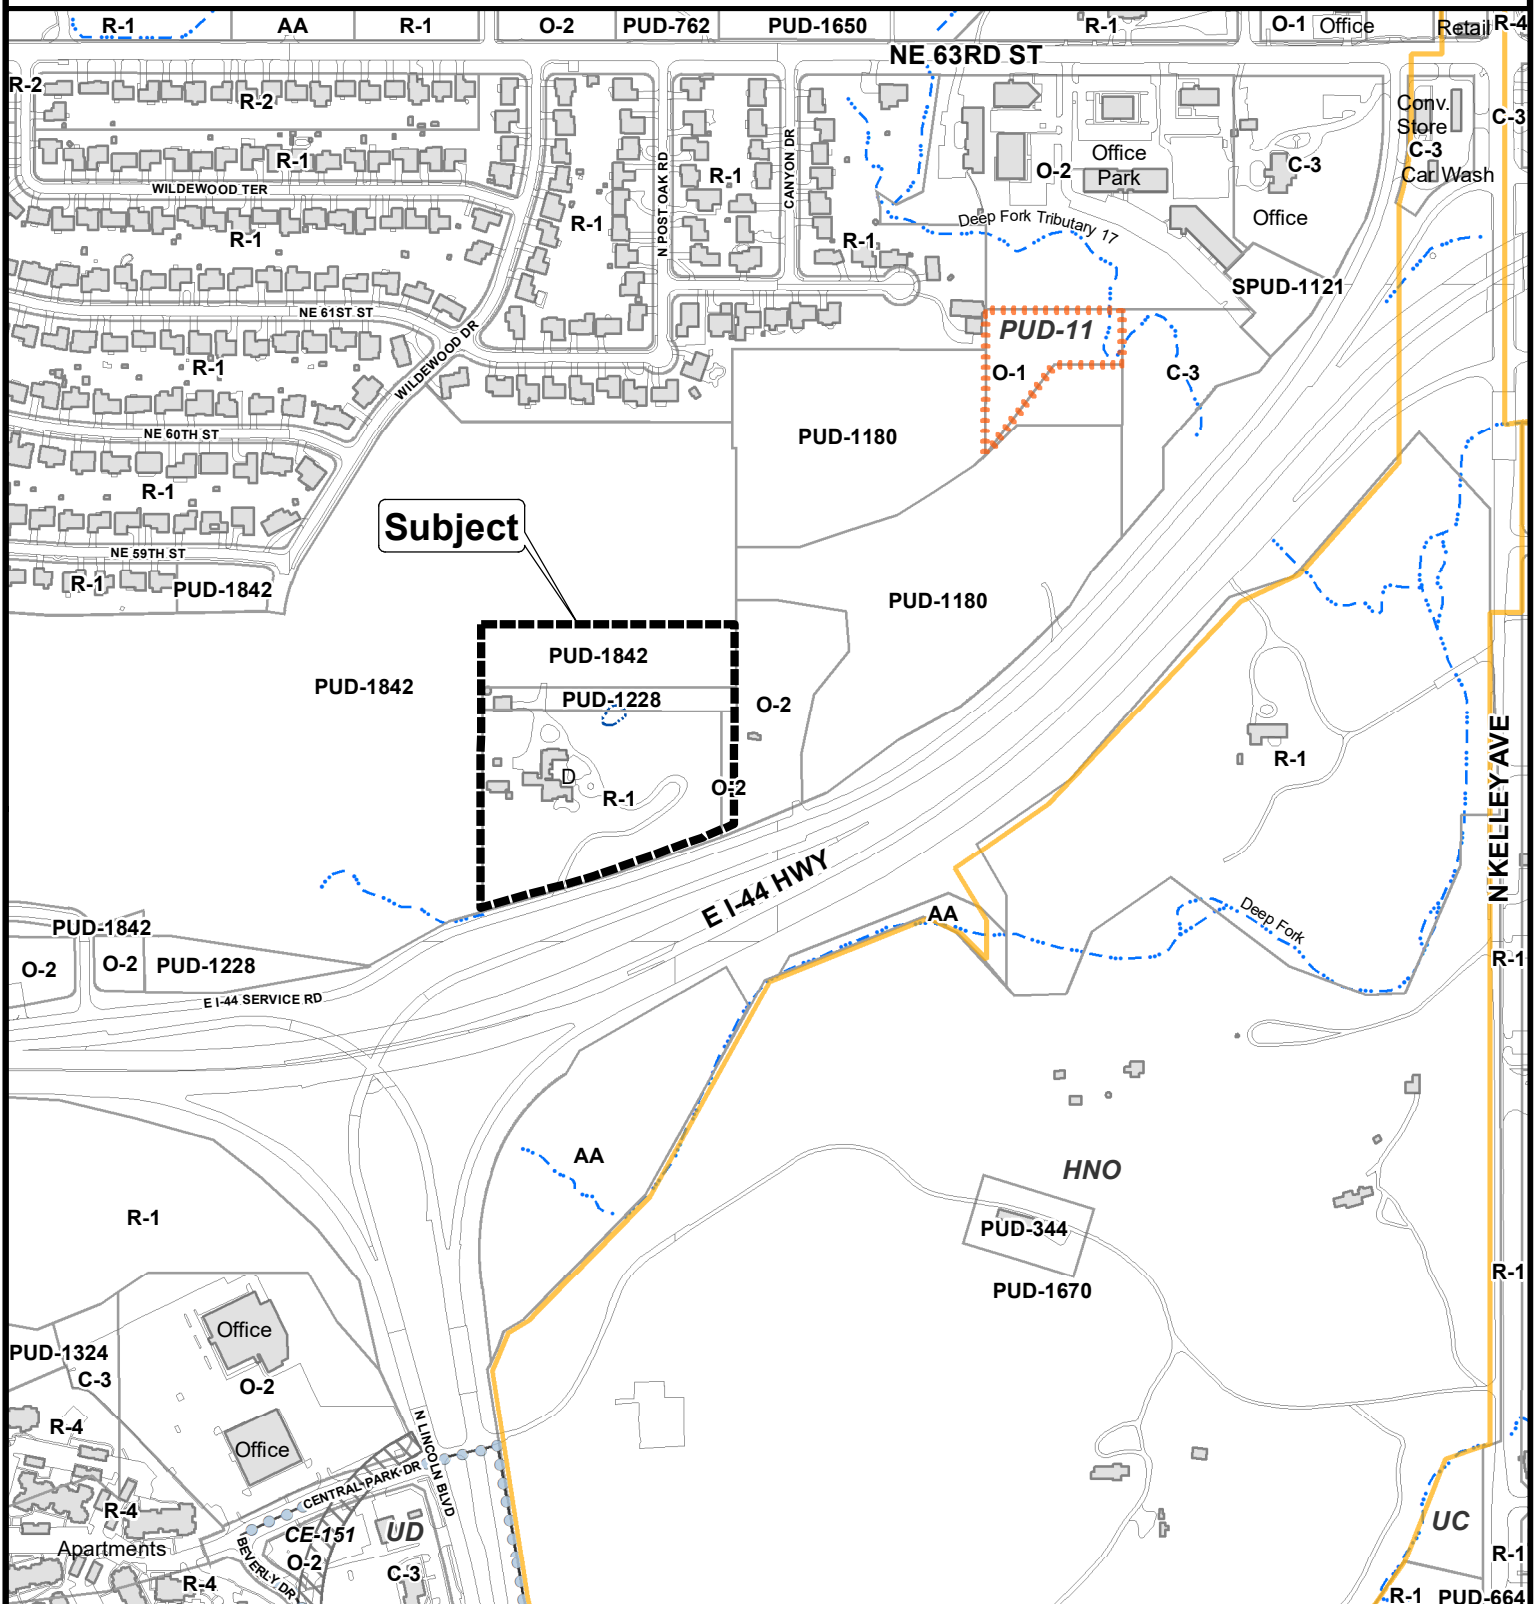 R-1
AA
R-1
O-2
PUD-762
PUD-1650
R-1
O-1
Office
Retail
R-4
NE 63RD ST
R-2
R-2
Conv.
Store
C-3
Car Wash
C-3
R-1
WILDEWOOD TER
R-1
R-1
N POST OAK RD
R-1
CANYON DR
R-1
O-2
Office
Park
C-3
Office
Deep Fork Tributary 17
SPUD-1121
NE 61ST ST
WILDEWOOD DR
PUD-11
O-1
C-3
R-1
NE 60TH ST
PUD-1180
R-1
Subject
NE 59TH ST
R-1
PUD-1842
PUD-1180
PUD-1842
PUD-1842
PUD-1228
O-2
D
R-1
O-2
R-1
N KELLEY AVE
E I-44 HWY
AA
Deep Fork
PUD-1842
O-2
O-2
PUD-1228
E I-44 SERVICE RD
R-1
AA
HNO
R-1
PUD-344
PUD-1670
R-1
Office
PUD-1324
C-3
O-2
R-4
Office
N LINCOLN BLVD
CENTRAL PARK DR
R-4
CE-151
UD
UC
Apartments
BEVERLY DR
O-2
R-4
C-3
R-1
R-1
PUD-664